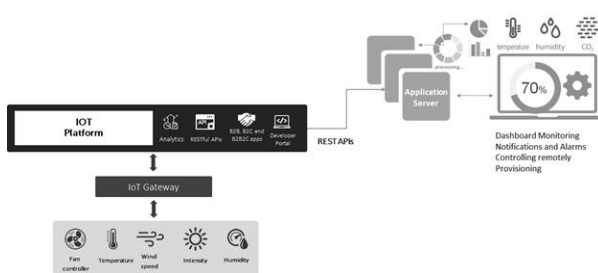 processing...
temperature
humidity
CO₂
Application
Server
70%
IOT
Platform
Analytics
API
RESTful APIs
B2B, B2C and
B2B2C apps
Developer
Portal
REST APIs
Dashboard Monitoring
Notifications and Alarms
Controlling remotely
Provisioning
IoT Gateway
Fan
controller
Temperature
Wind
speed
Intensity
Humidity